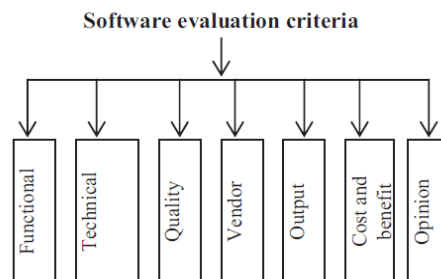 Software evaluation criteria
Functional
Technical
Quality
Vendor
Output
Cost and
benefit
Opinion